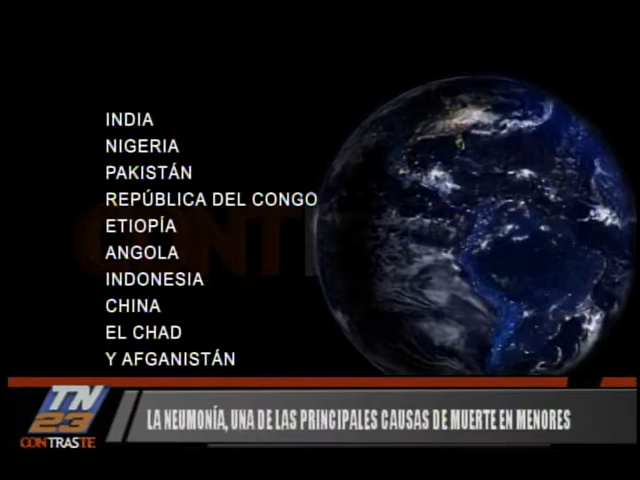 INDIA
NIGERIA
PAKISTÁN
REPÚBLICA DEL CONGO
ETIOPÍA
ANGOLA
INDONESIA
CHINA
EL CHAD
Y AFGANISTÁN
TN
23
CONTRASTE
LA NEUMONÍA, UNA DE LAS PRINCIPALES CAUSAS DE MUERTE EN MENORES